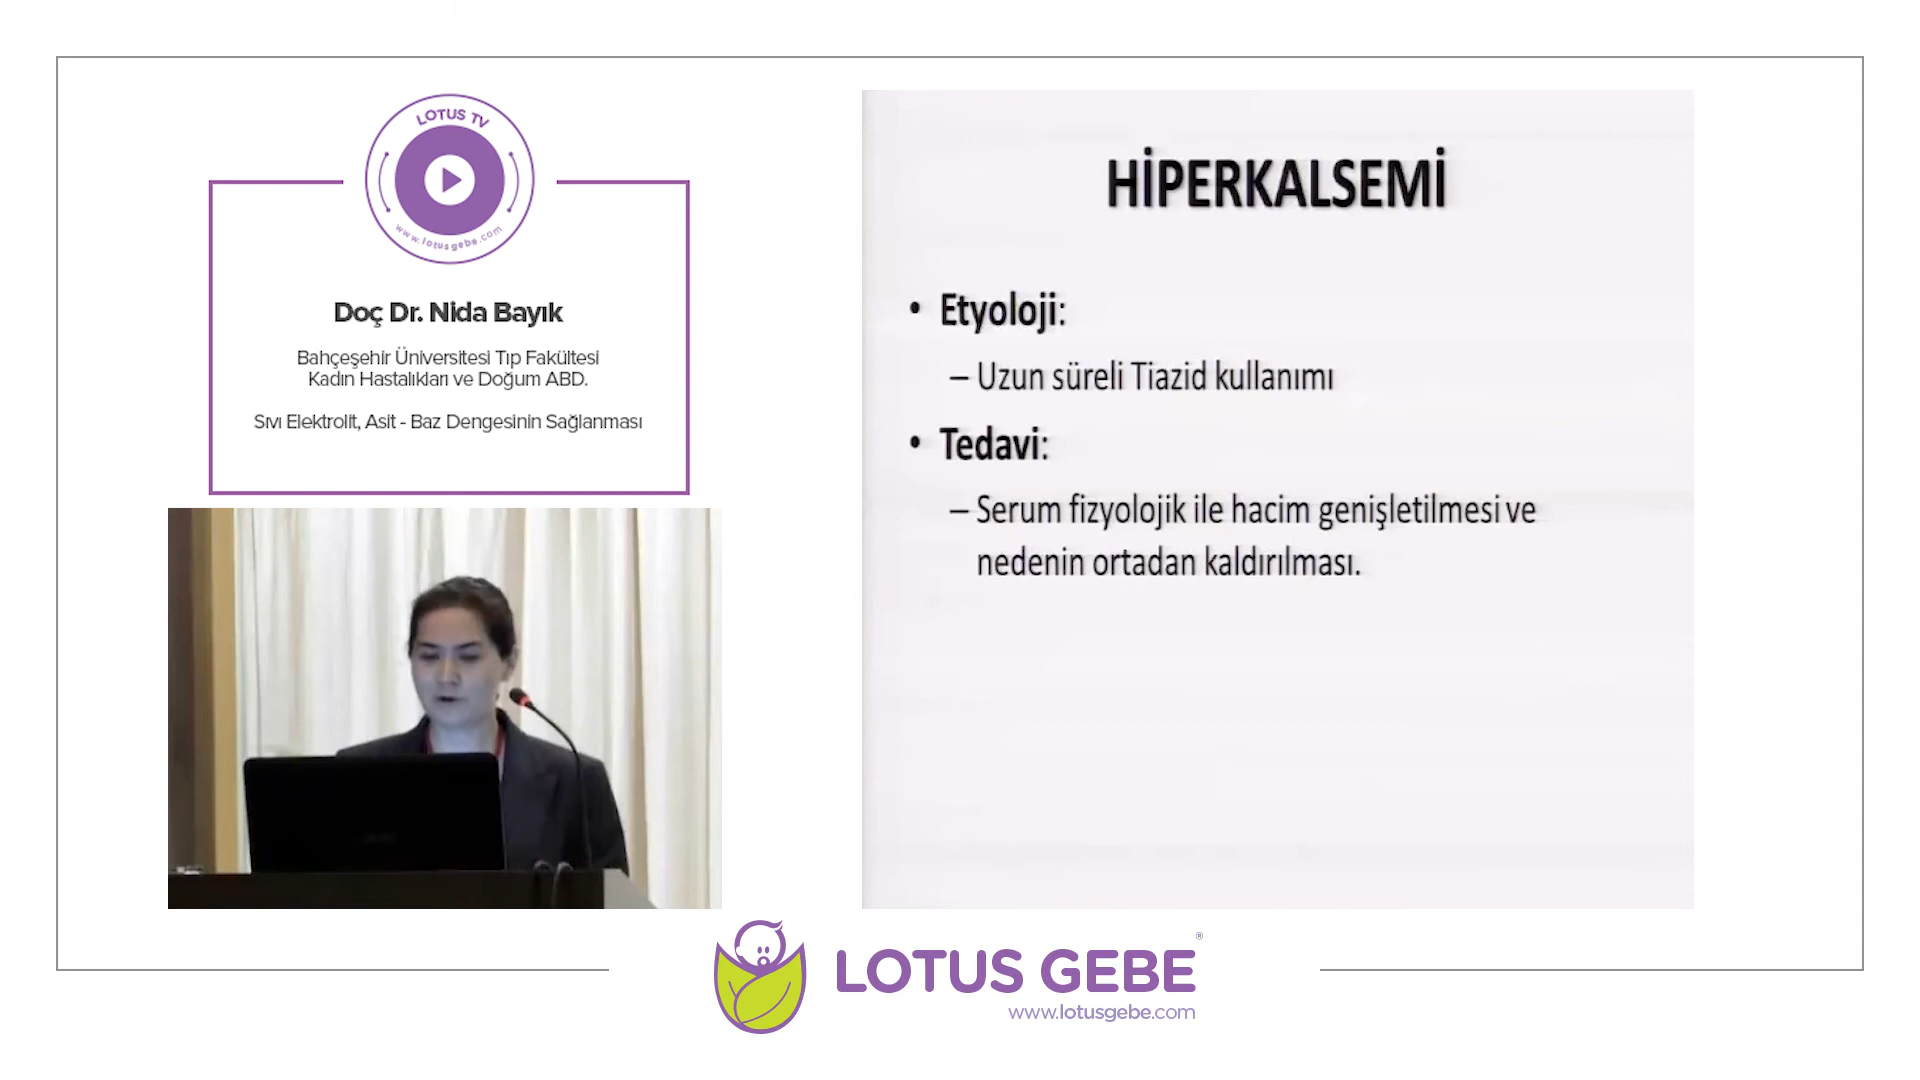 LOTUS TV
www.lotusgebe.com
Doç Dr. Nida Bayık
Bahçeşehir Üniversitesi Tıp Fakültesi
Kadın Hastalıkları ve Doğum ABD.
Sıvı Elektrolit, Asit - Baz Dengesinin Sağlanması
HİPERKALSEMİ
• Etyoloji:
– Uzun süreli Tiazid kullanımı
• Tedavi:
– Serum fizyolojik ile hacim genişletilmesi ve
nedenin ortadan kaldırılması.
LOTUS GEBE®
www.lotusgebe.com